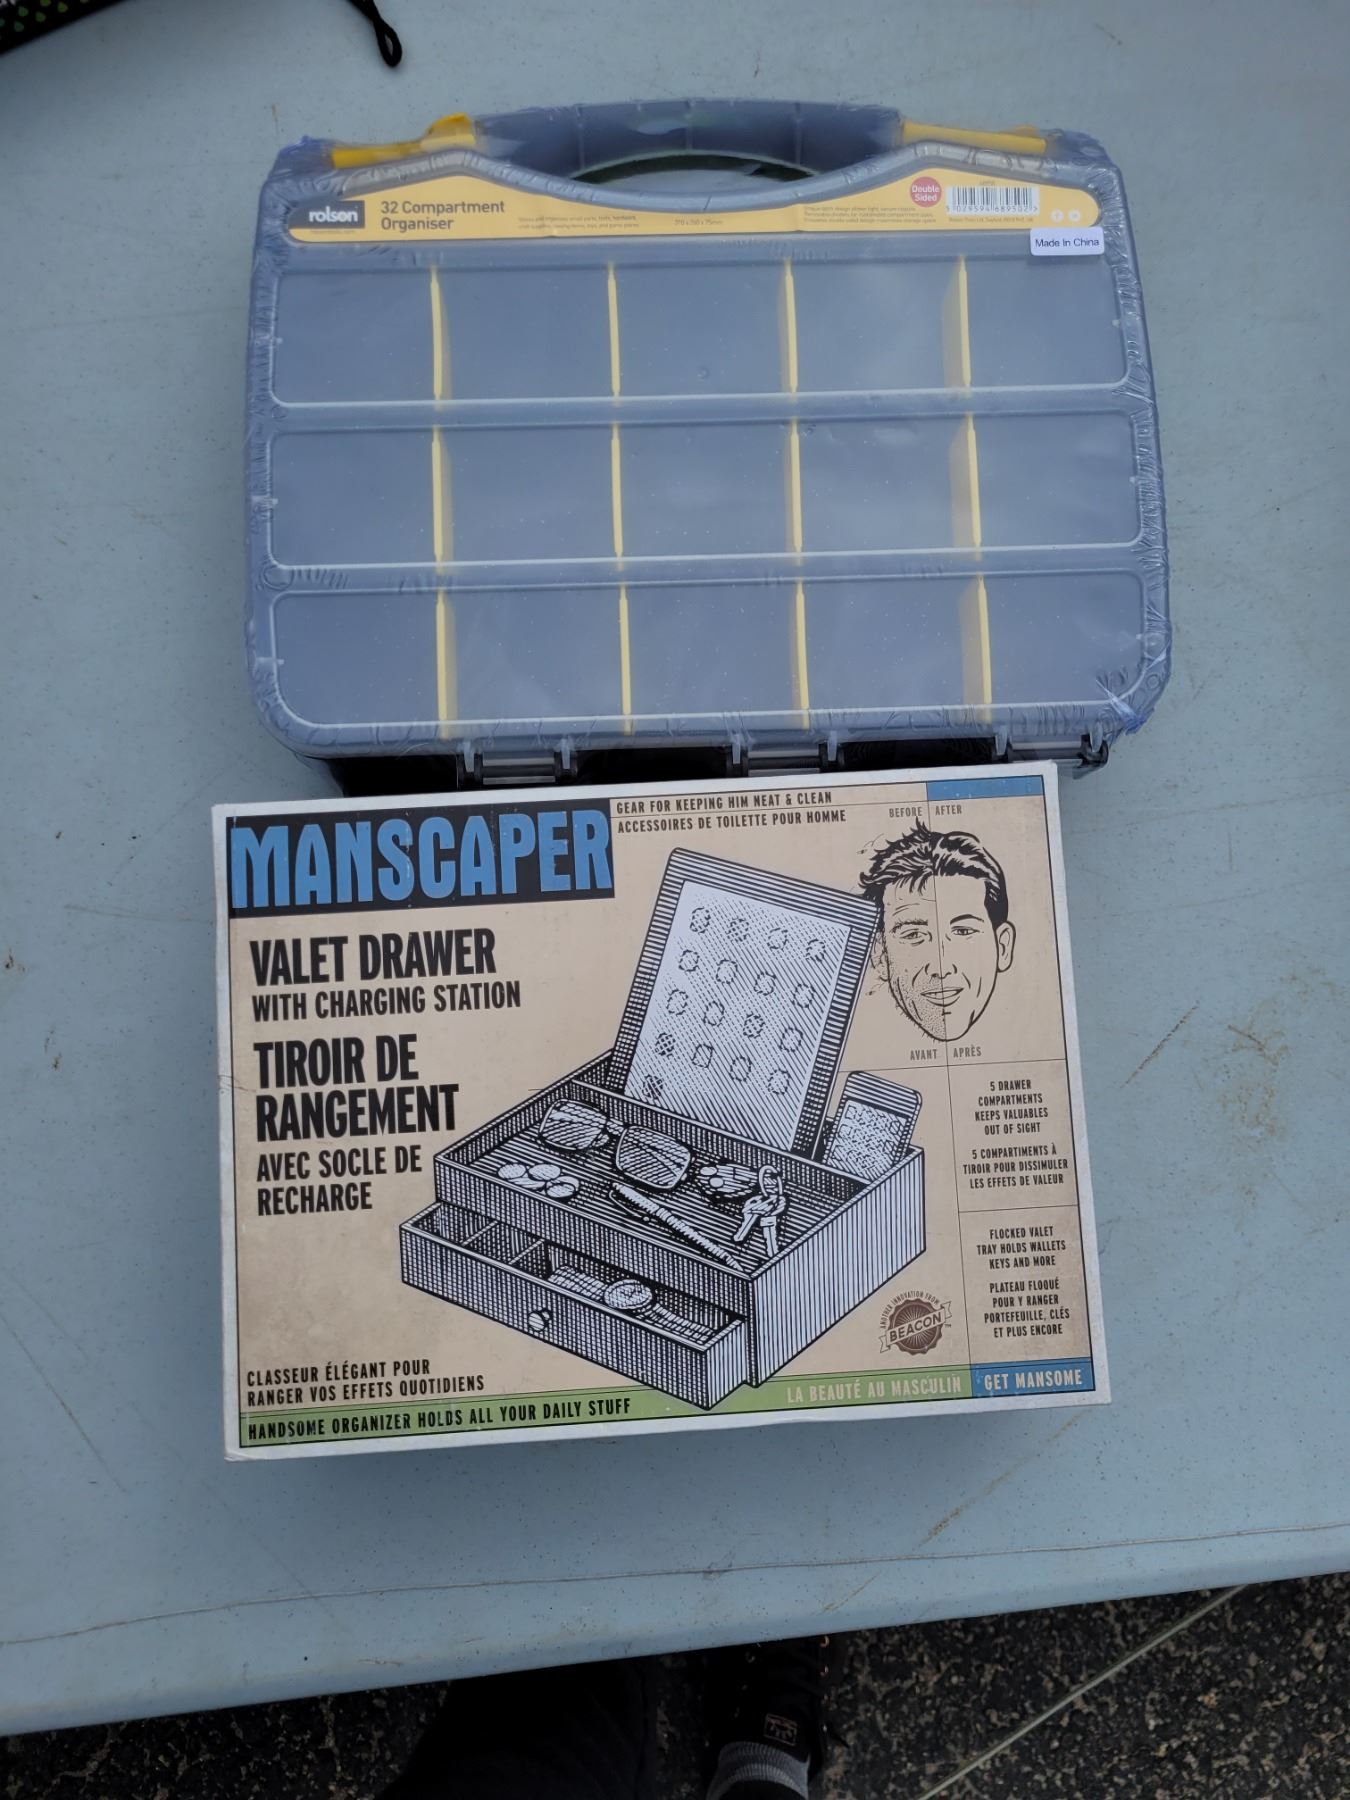 rolson
32 Compartment
Organiser
Double
Sided
Made In China
MANSCAPER
GEAR FOR KEEPING HIM NEAT & CLEAN
ACCESSOIRES DE TOILETTE POUR HOMME
BEFORE AFTER
VALET DRAWER
WITH CHARGING STATION
TIROIR DE
RANGEMENT
AVEC SOCLE DE
RECHARGE
AVANT APRÈS
5 DRAWER
COMPARTMENTS
KEEPS VALUABLES
OUT OF SIGHT
5 COMPARTIMENTS À
TIROIR POUR DISSIMULER
LES EFFETS DE VALEUR
FLOCKED VALET
TRAY HOLDS WALLETS
KEYS AND MORE
PLATEAU FLOQUÉ
POUR Y RANGER
PORTEFEUILLE, CLÉS
ET PLUS ENCORE
ANOTHER INNOVATION FROM
BEACON
CLASSEUR ÉLÉGANT POUR
RANGER VOS EFFETS QUOTIDIENS
HANDSOME ORGANIZER HOLDS ALL YOUR DAILY STUFF
LA BEAUTÉ AU MASCULIN
GET MANSOME